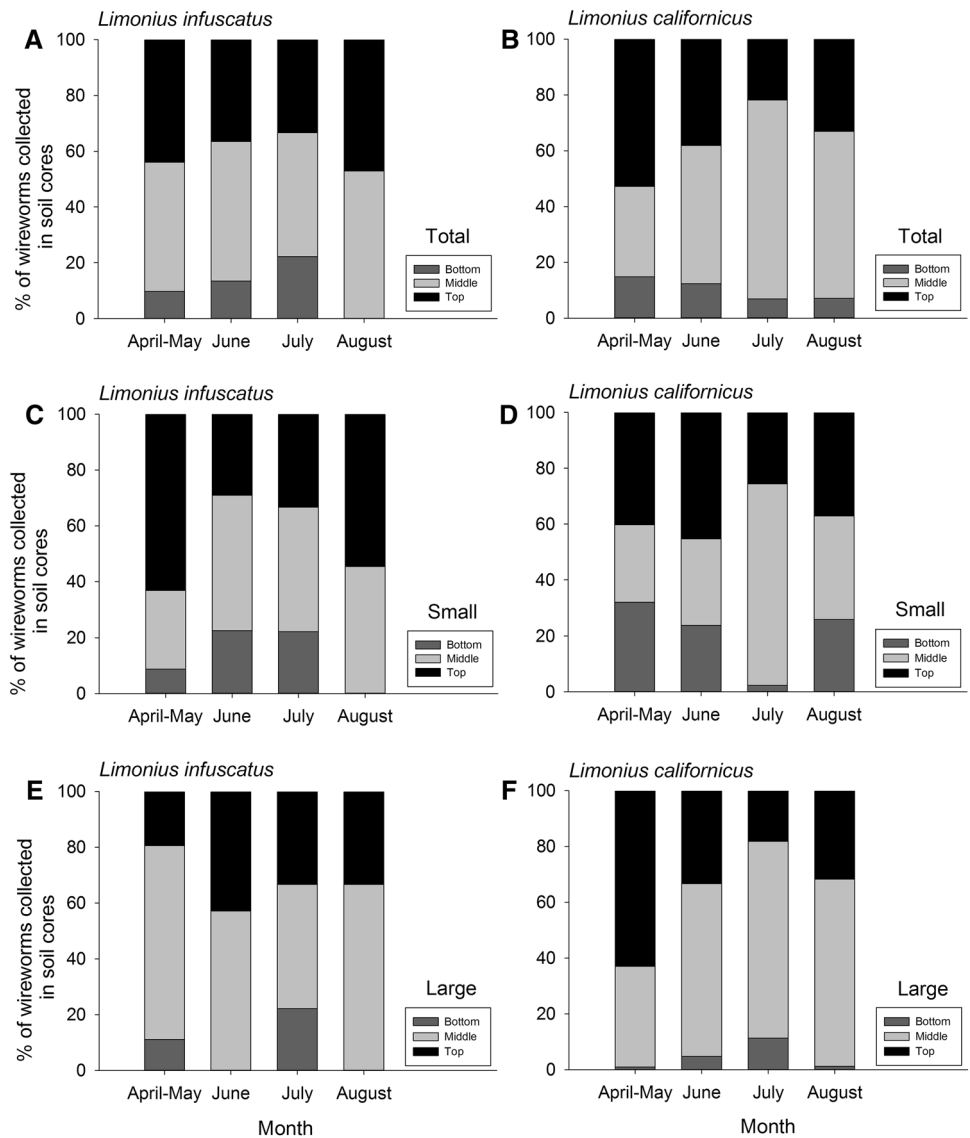 Limonius infuscatus
A
100
80
60
40
20
0
% of wireworms collected
in soil cores
Total
Bottom
Middle
Top
April-May June July August
Limonius californicus
B
100
80
60
40
20
0
Total
Bottom
Middle
Top
April-May June July August
Limonius infuscatus
C
100
80
60
40
20
0
% of wireworms collected
in soil cores
Small
Bottom
Middle
Top
April-May June July August
Limonius californicus
D
100
80
60
40
20
0
Small
Bottom
Middle
Top
April-May June July August
Limonius infuscatus
E
100
80
60
40
20
0
% of wireworms collected
in soil cores
Large
Bottom
Middle
Top
April-May June July August
Month
Limonius californicus
F
100
80
60
40
20
0
Large
Bottom
Middle
Top
April-May June July August
Month